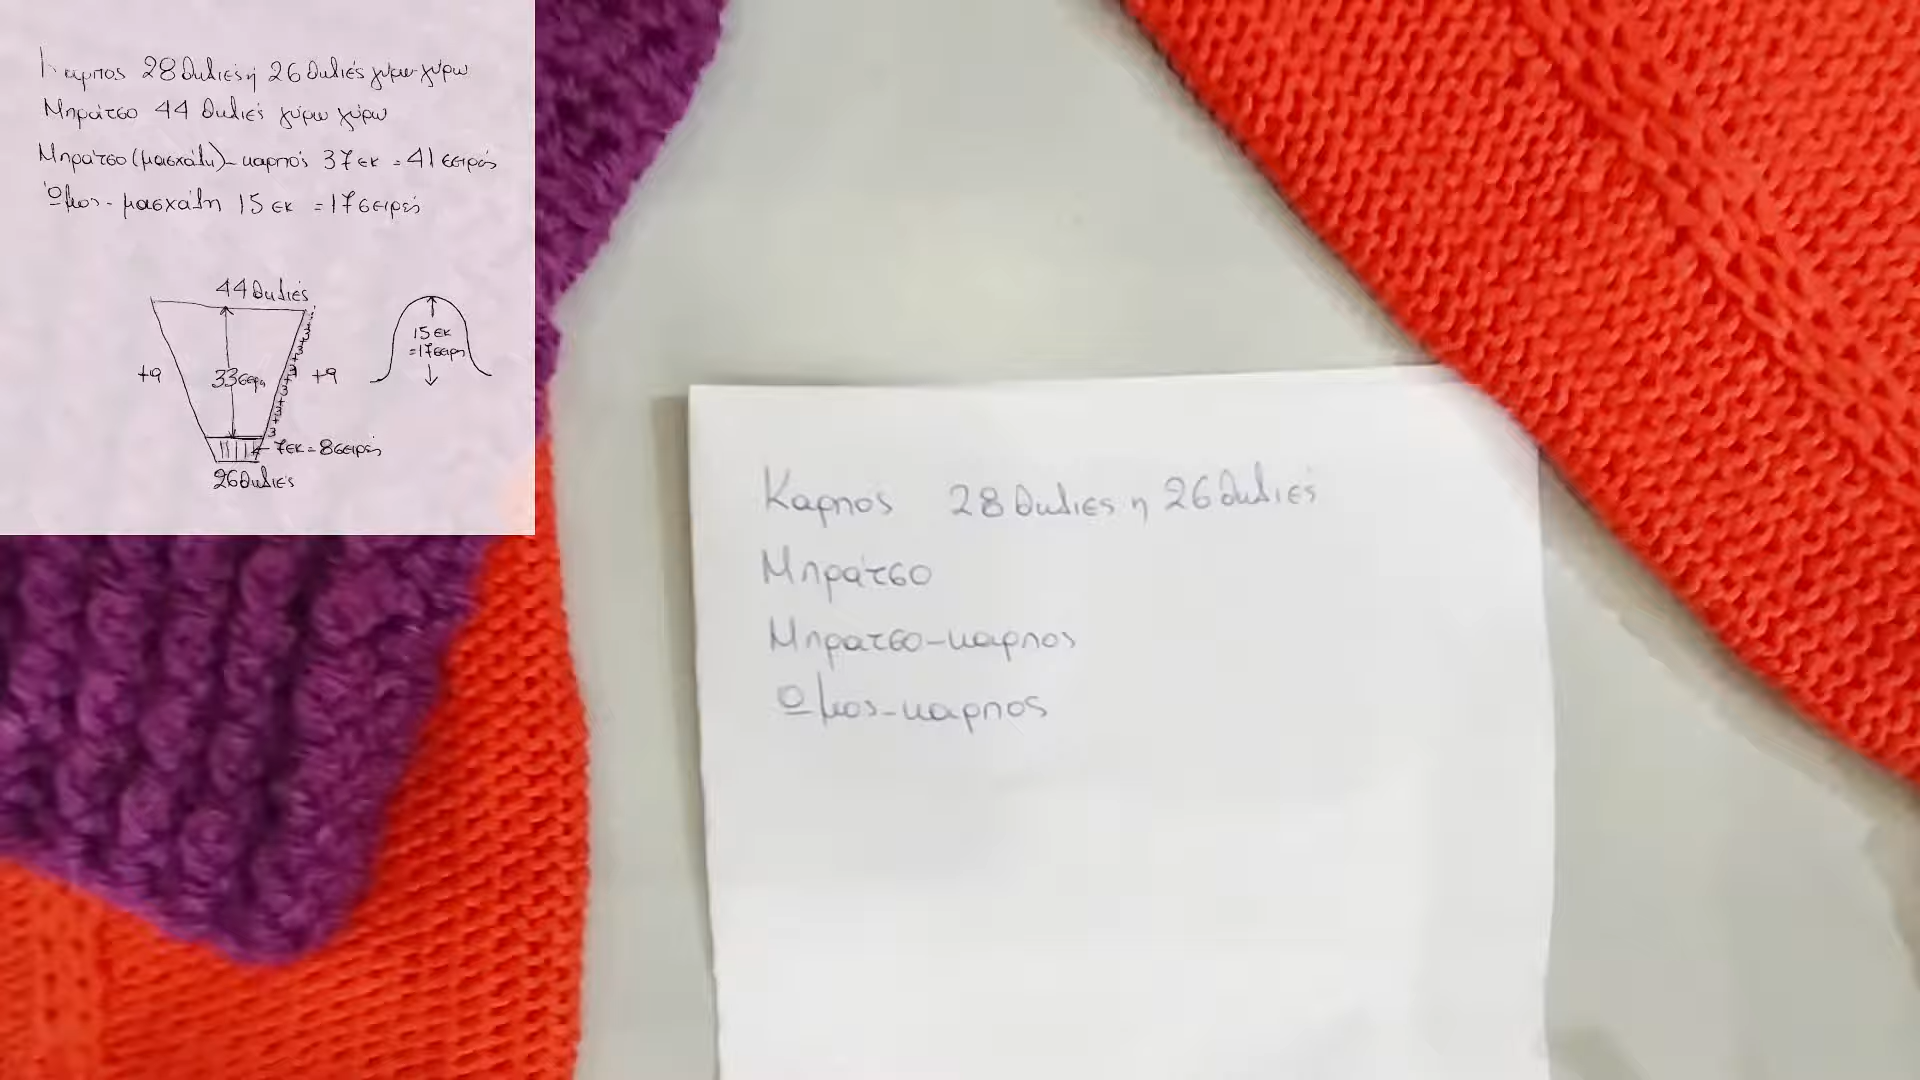 Καρπος 28 θηλιές ή 26 θηλιές γύρω-γύρω
Μπράτσο 44 θηλιές γύρω γύρω
Μπράτσο (μασχάλη) - καρπός 37 εκ = 41 σειρές
Ώμος - μασχάλη 15 εκ = 17 σειρές
44 θηλιές
15 εκ
= 17 σειρ
+9
33 σειρ
+9
7 εκ = 8 σειρές
26 θηλιές
Καρπός 28 θηλιες η 26 θηλιές
Μπράτσο
Μπρατσο-καρπος
Ωμος-καρπος